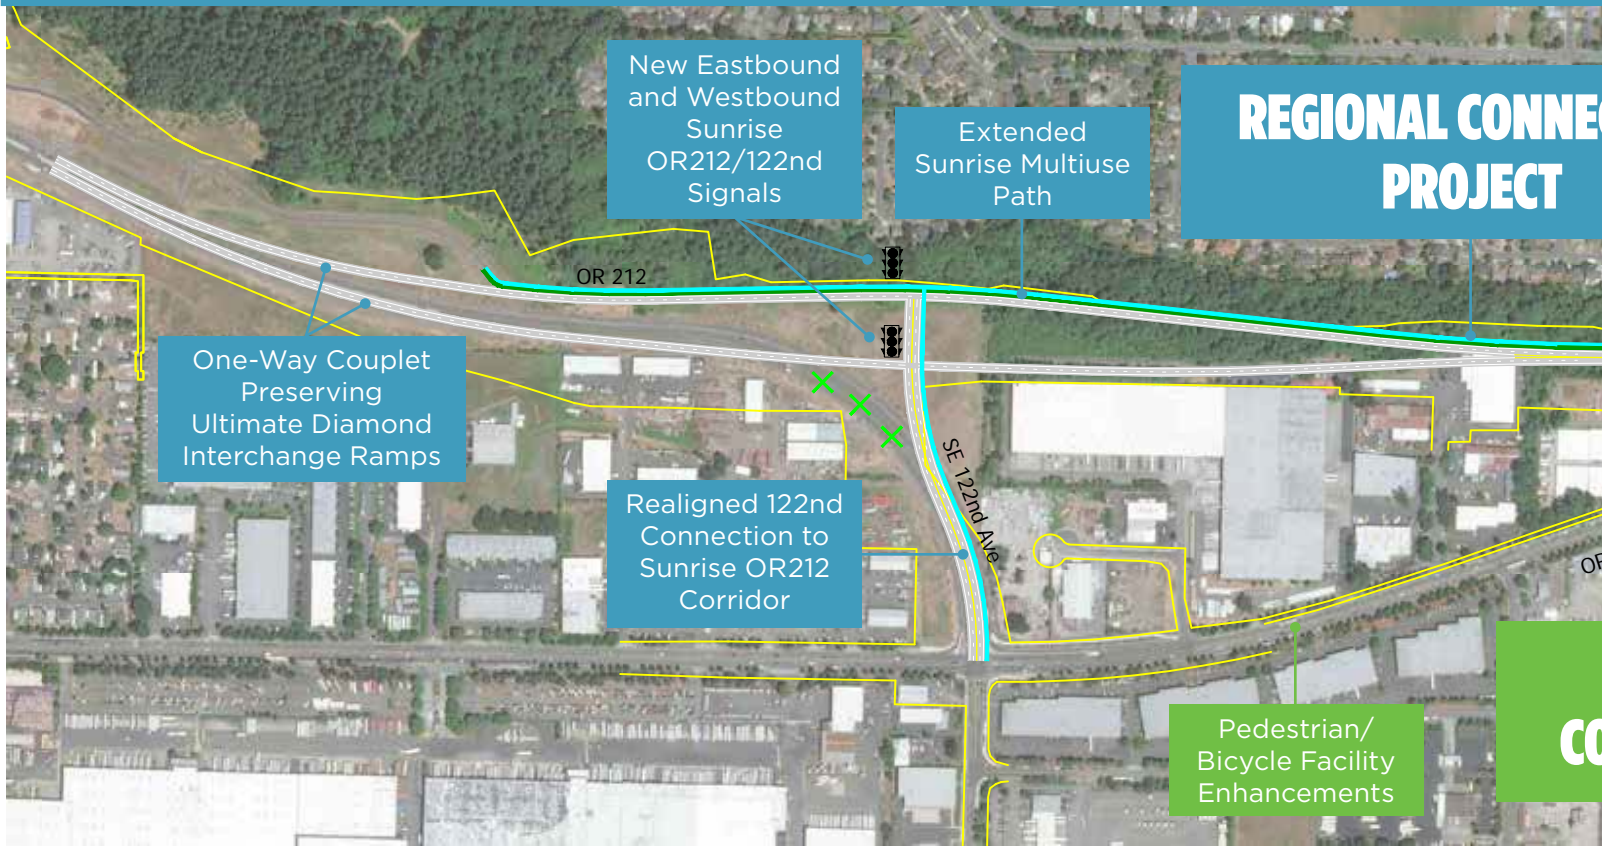 New Eastbound
and Westbound
Sunrise
OR212/122nd
Signals
Extended
Sunrise Multiuse
Path
REGIONAL CONNE
PROJECT
OR 212
One-Way Couplet
Preserving
Ultimate Diamond
Interchange Ramps
SE 122nd Ave
Realigned 122nd
Connection to
Sunrise OR212
Corridor
Pedestrian/
Bicycle Facility
Enhancements